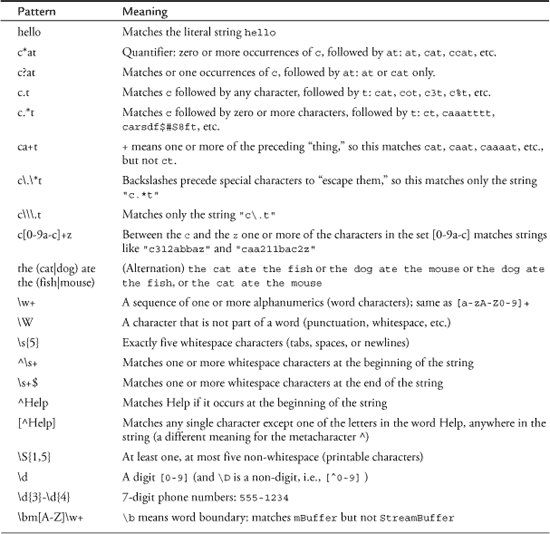 Pattern Meaning
hello Matches the literal string hello
c*at Quantifier: zero or more occurrences of c, followed by at: at, cat, ccat, etc.
c?at Matches or one occurrences of c, followed by at: at or cat only.
c.t Matches c followed by any character, followed by t: cat, cot, c3t, c%t, etc.
c.*t Matches c followed by zero or more characters, followed by t: ct, caaatttt,
carsdf$#S8ft, etc.
ca+t + means one or more of the preceding “thing,” so this matches cat, caat, caaaat, etc.,
but not ct.
c\.\*t Backslashes precede special characters to “escape them,” so this matches only the string
"c.*t"
c\\\.t Matches only the string "c\.t"
c[0-9a-c]+z Between the c and the z one or more of the characters in the set [0-9a-c] matches strings
like "c312abbaz" and "caa211bac2z"
the (cat|dog) ate (Alternation) the cat ate the fish or the dog ate the mouse or the dog ate
the (fish|mouse) the fish, or the cat ate the mouse
\w+ A sequence of one or more alphanumerics (word characters); same as [a-zA-Z0-9]+
\W A character that is not part of a word (punctuation, whitespace, etc.)
\s{5} Exactly five whitespace characters (tabs, spaces, or newlines)
^\s+ Matches one or more whitespace characters at the beginning of the string
\s+$ Matches one or more whitespace characters at the end of the string
^Help Matches Help if it occurs at the beginning of the string
[^Help] Matches any single character except one of the letters in the word Help, anywhere in the
string (a different meaning for the metacharacter ^)
\S{1,5} At least one, at most five non-whitespace (printable characters)
\d A digit [0-9] (and \D is a non-digit, i.e., [^0-9] )
\d{3}-\d{4} 7-digit phone numbers: 555-1234
\bm[A-Z]\w+ \b means word boundary: matches mBuffer but not StreamBuffer